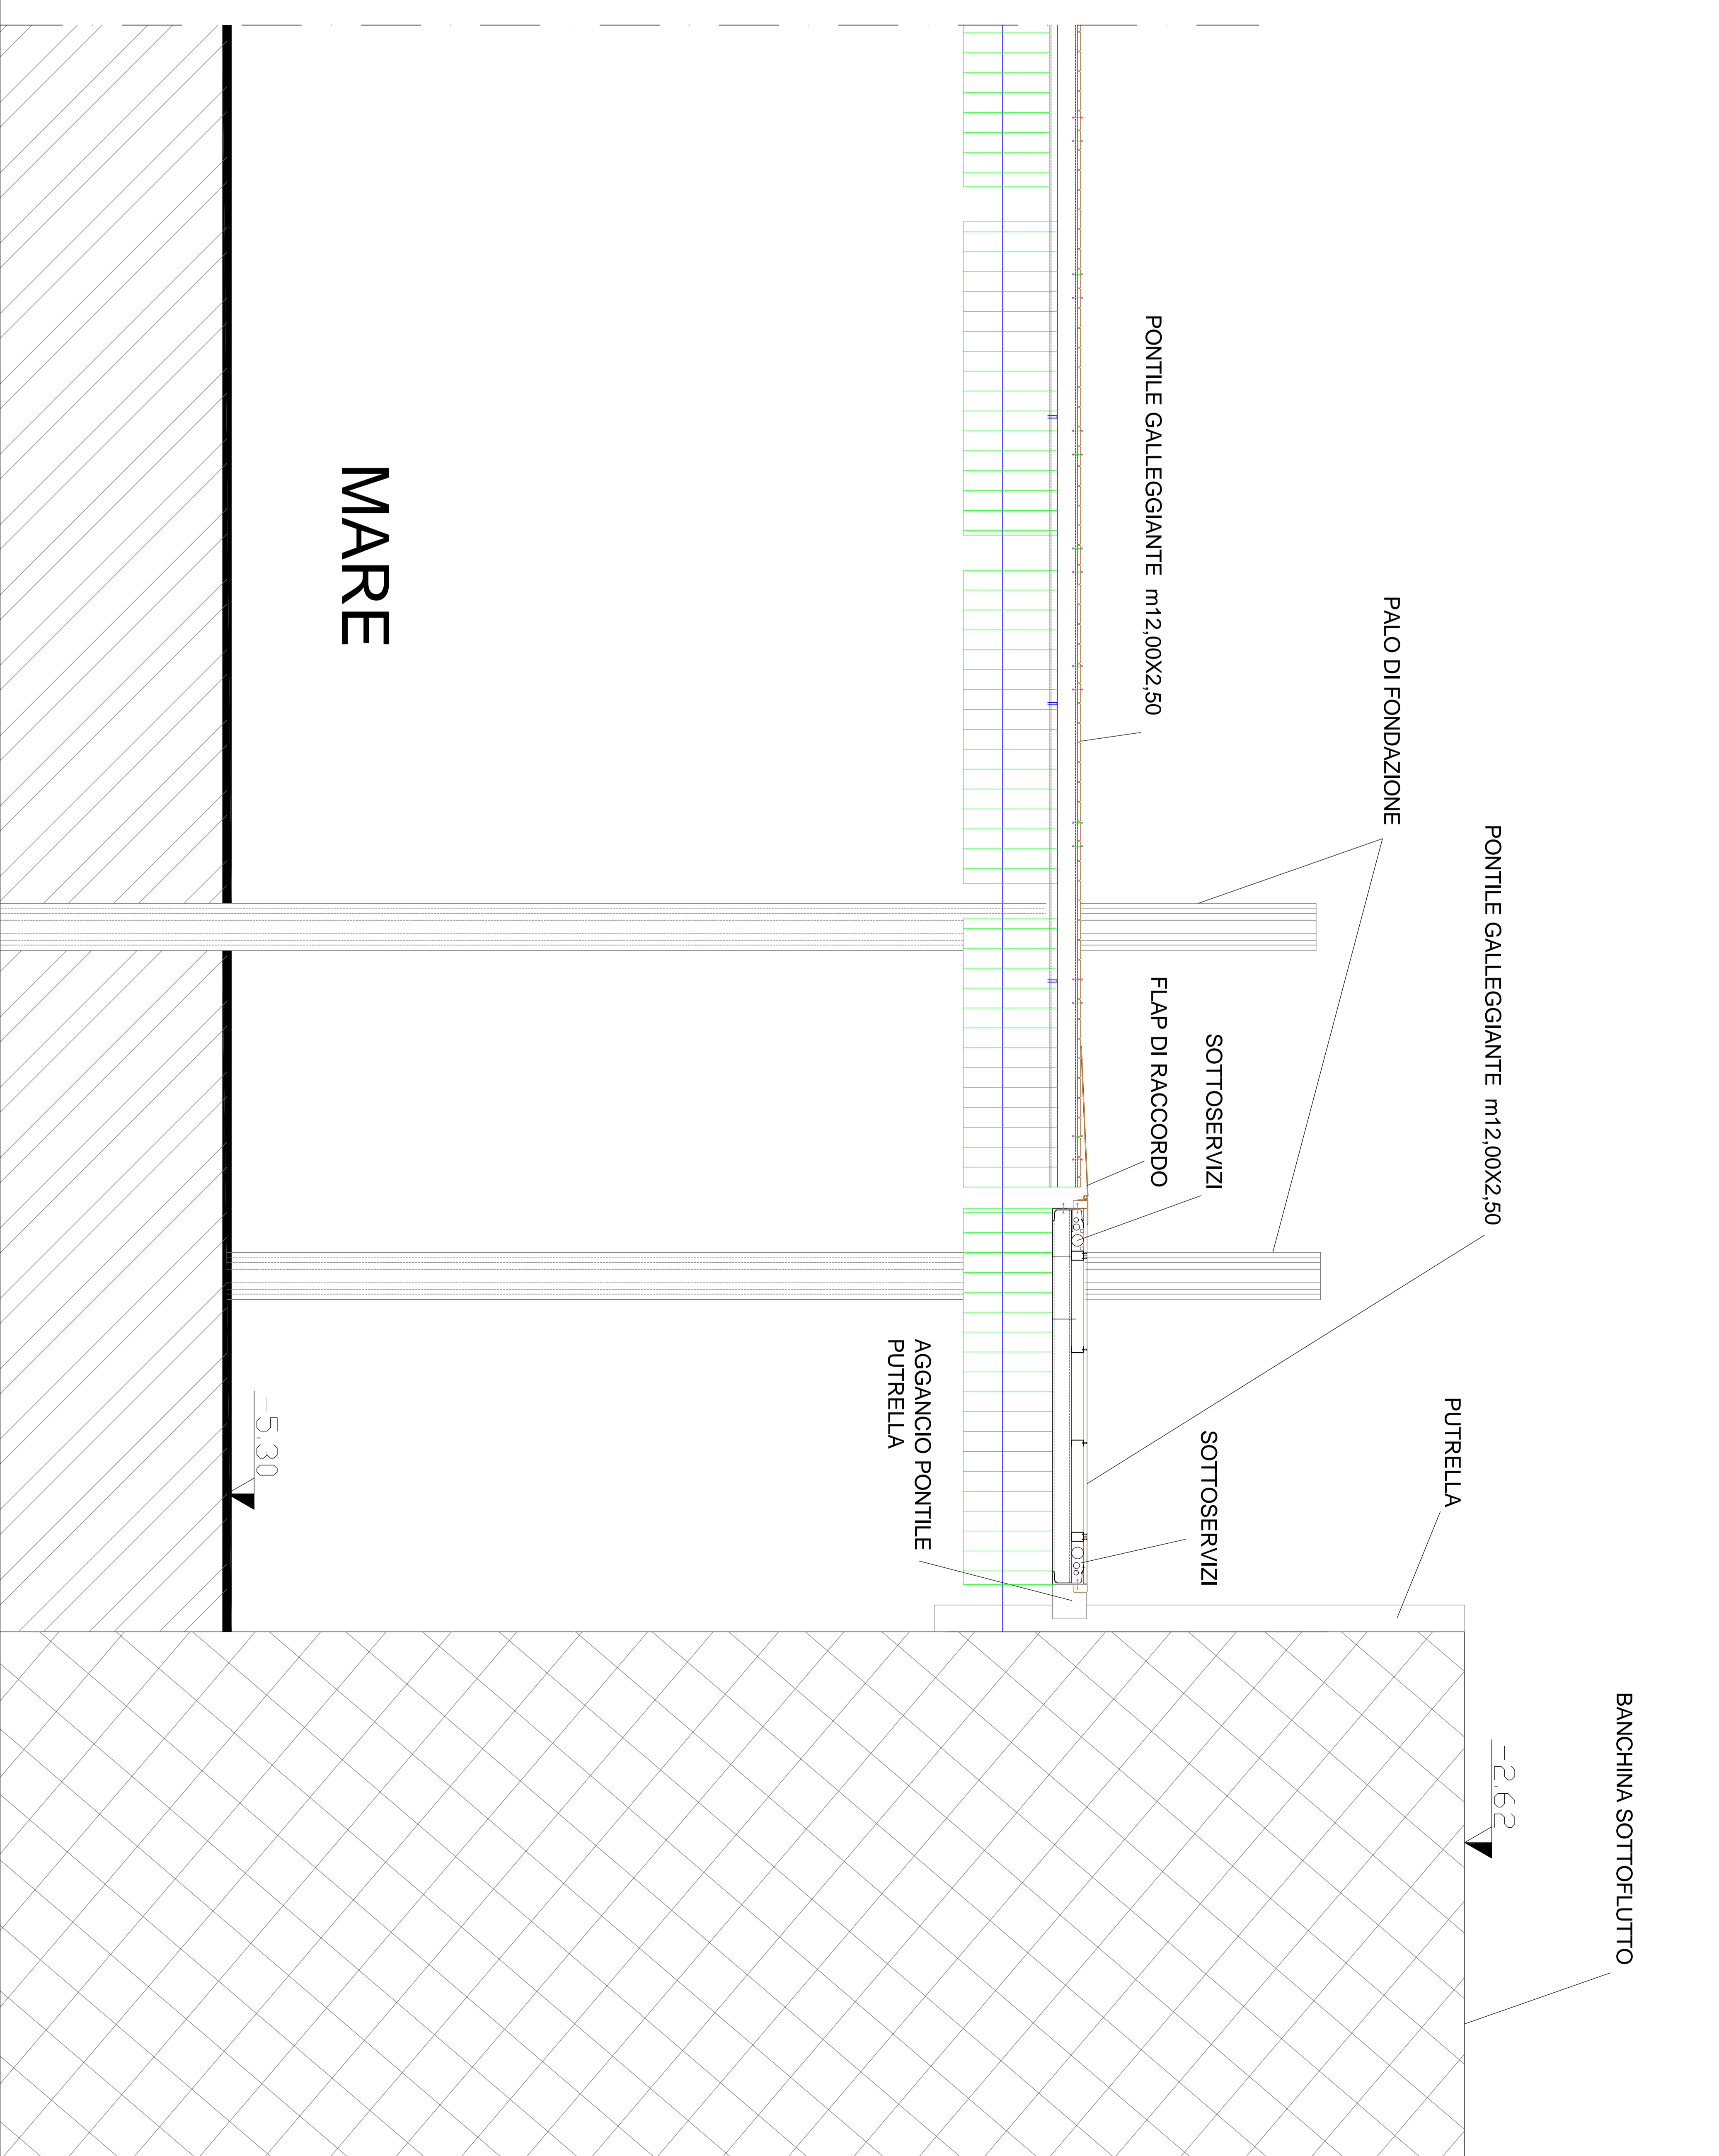 BANCHINA SOTTOFLUTTO
-2,62
PONTILE GALLEGGIANTE m12,00X2,50
PUTRELLA
PALO DI FONDAZIONE
SOTTOSERVIZI
SOTTOSERVIZI
PONTILE GALLEGGIANTE m12,00X2,50
FLAP DI RACCORDO
AGGANCIO PONTILE
PUTRELLA
MARE
-5,30